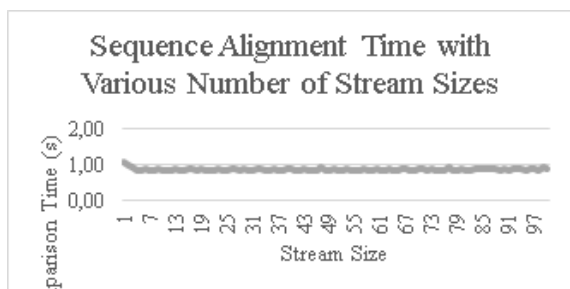 Sequence Alignment Time with
Various Number of Stream Sizes
parison Time (s)
2,00
1,00
0,00
1 7 13 19 25 31 37 43 49 55 61 67 73 79 85 91 97
Stream Size